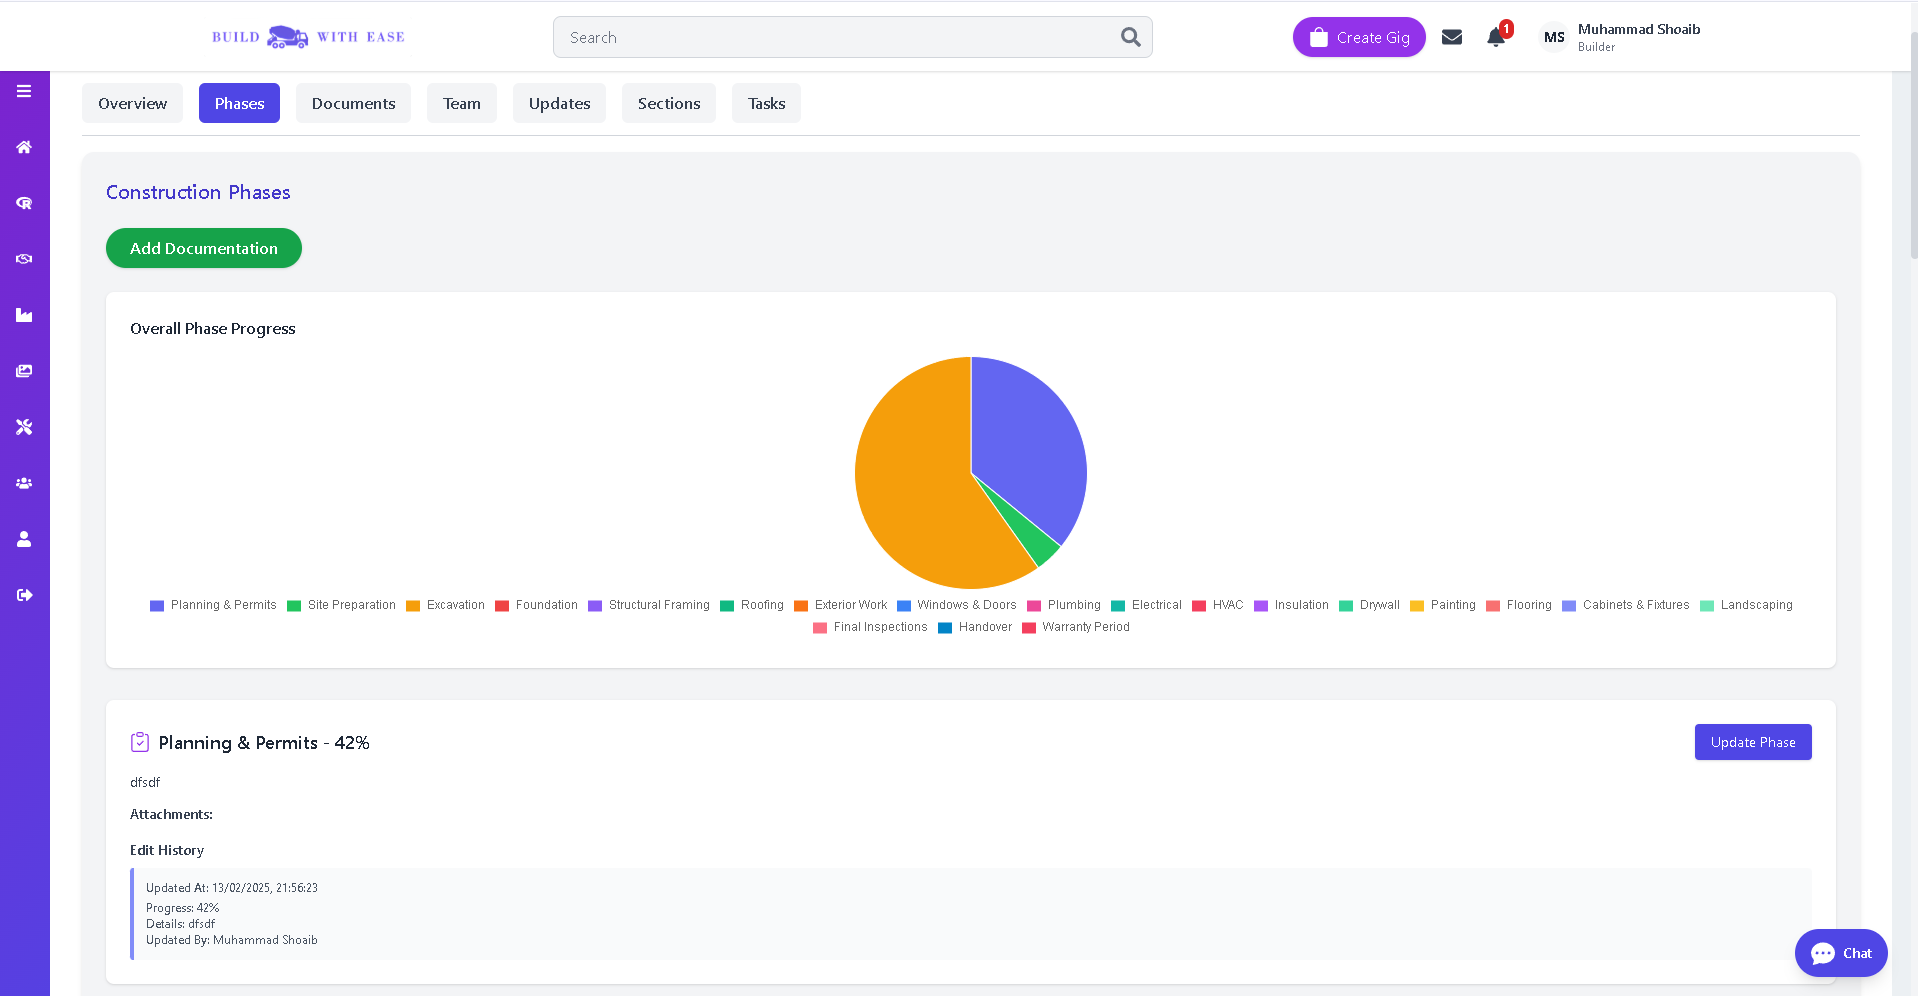 BUILD WITH EASE
Search
Create Gig
1
MS
Muhammad Shoaib
Builder
Overview
Phases
Documents
Team
Updates
Sections
Tasks
Construction Phases
Add Documentation
Overall Phase Progress
Planning & Permits Site Preparation Excavation Foundation Structural Framing Roofing Exterior Work Windows & Doors Plumbing Electrical HVAC Insulation Drywall Painting Flooring Cabinets & Fixtures Landscaping
Final Inspections Handover Warranty Period
Planning & Permits - 42%
Update Phase
dfsdf
Attachments:
Edit History
Updated At: 13/02/2025, 21:56:23
Progress: 42%
Details: dfsdf
Updated By: Muhammad Shoaib
Chat